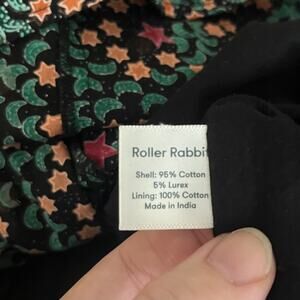 Roller Rabbit
Shell: 95% Cotton
5% Lurex
Lining: 100% Cotton
Made in India